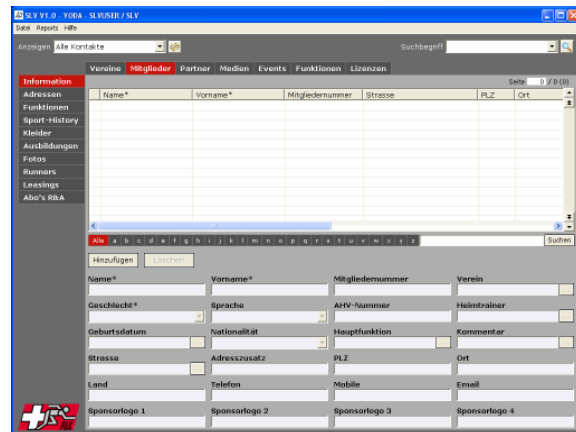 SLV V1.0 - YODA - SLVUSER / SLV
Datei Reports Hilfe
Anzeigen Alle Kontakte Suchbegriff
Vereine Mitglieder Partner Medien Events Funktionen Lizenzen
Information Seite 0 / 0 (0)
Name* Vorname* Mitgliedernummer Strasse PLZ Ort
Adressen
Funktionen
Sport-History
Kleider
Ausbildungen
Fotos
Runners
Leasings
Abo's R&A
Alle a b c d e f g h i j k l m n o p q r s t u v w x y z Suchen
Hinzufügen Löschen
Name* Vorname* Mitgliedernummer Verein
Geschlecht* Sprache AHV-Nummer Heimtrainer
Geburtsdatum Nationalität Hauptfunktion Kommentar
Strasse Adresszusatz PLZ Ort
Land Telefon Mobile Email
Sponsorlogo 1 Sponsorlogo 2 Sponsorlogo 3 Sponsorlogo 4